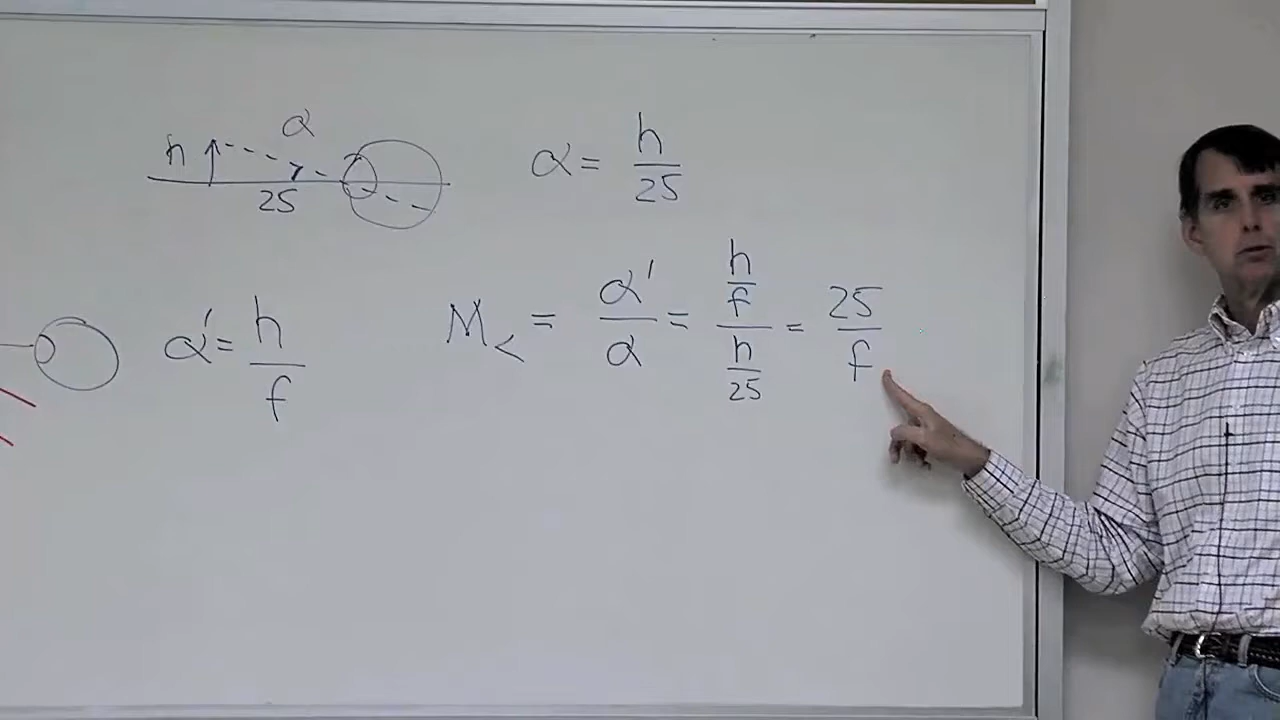 α
h
25
α = h/25
α' = h/f
M< = α'/α = (h/f)/(h/25) = 25/f